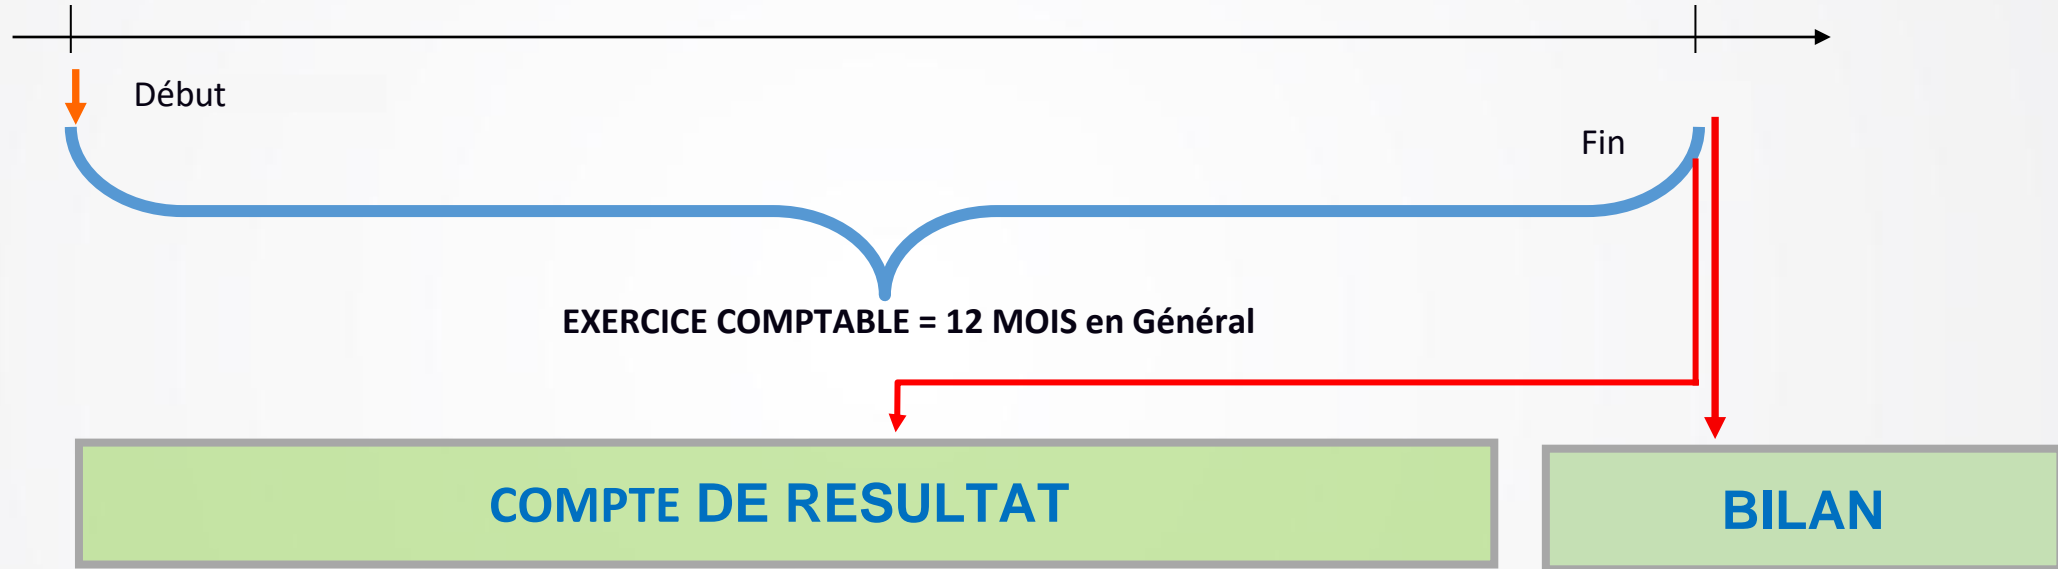 Début
Fin
EXERCICE COMPTABLE = 12 MOIS en Général
COMPTE DE RESULTAT
BILAN